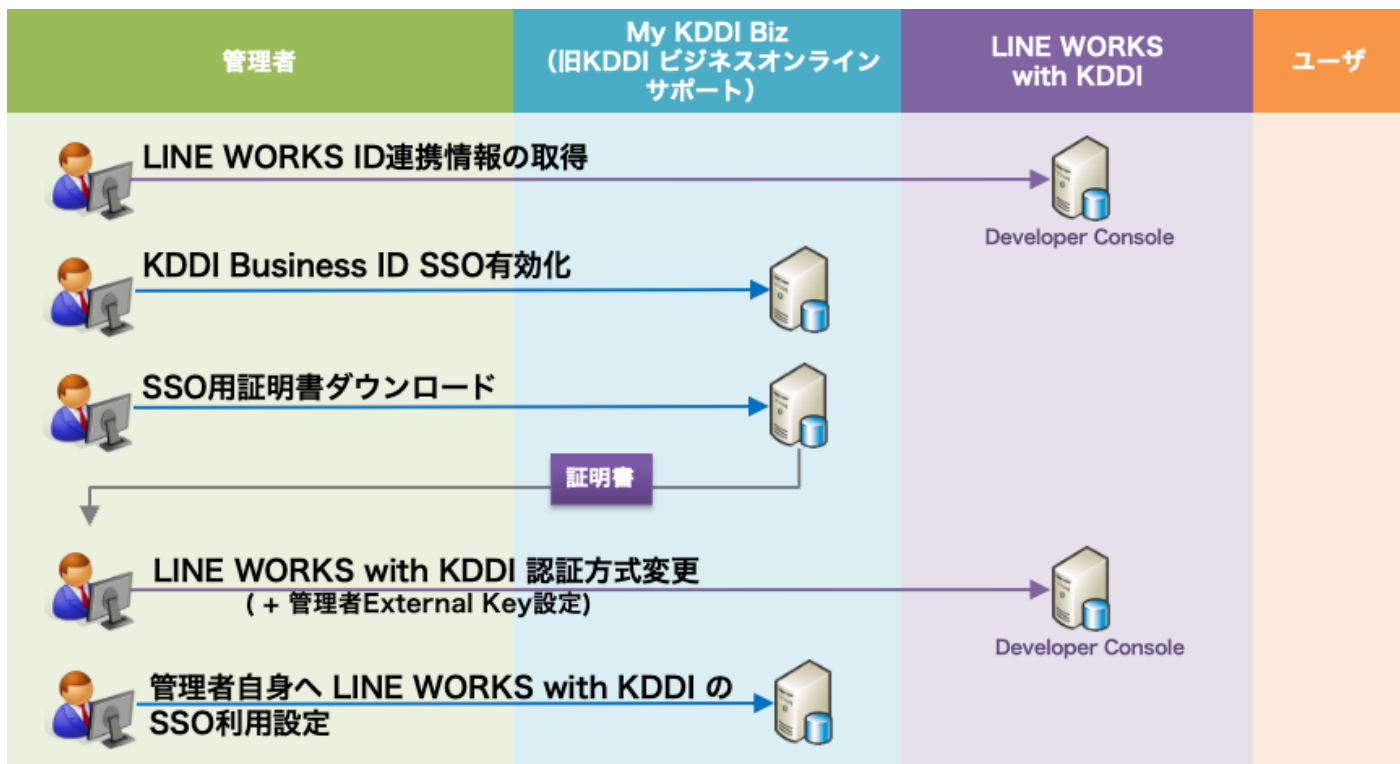 管理者
My KDDI Biz
（旧KDDI ビジネスオンライン
サポート）
LINE WORKS
with KDDI
ユーザ
LINE WORKS ID連携情報の取得
Developer Console
KDDI Business ID SSO有効化
SSO用証明書ダウンロード
証明書
LINE WORKS with KDDI 認証方式変更
( + 管理者External Key設定)
Developer Console
管理者自身へ LINE WORKS with KDDI の
SSO利用設定